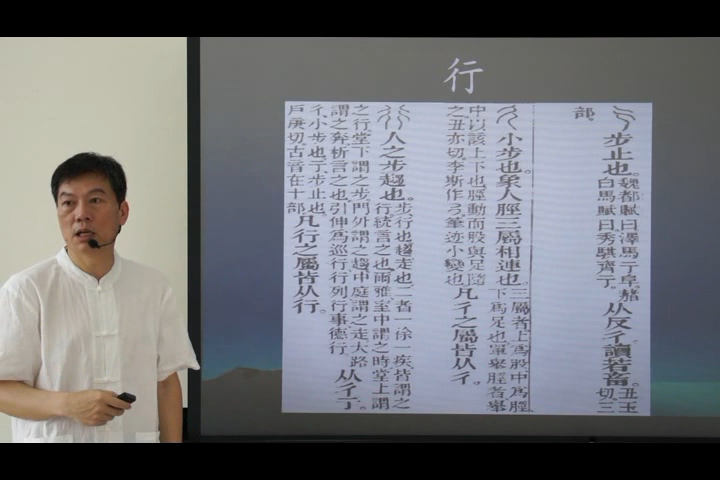 行
步止也。魏都賦曰澤馬亍阜赭
白馬賦曰秀騏齊亍。从反彳讀若畜。丑玉切三
部。
小步也。象人脛三屬相連也。三屬者上爲股中爲脛
下爲足也單舉脛者舉
中以該上下也脛動而股與足隨
之丑亦切李斯作筆迹小變也凡彳之屬皆从彳。
人之步趨也。步行也趨走也二者一徐一疾皆謂之
行統言之也爾雅室中謂之時堂上謂
之行堂下謂之步門外謂之趨中庭謂之走大路
謂之奔析言之也引伸爲巡行行列行事德行从彳亍。
彳小步也亍步止也
戶庚切古音在十部凡行之屬皆从行。